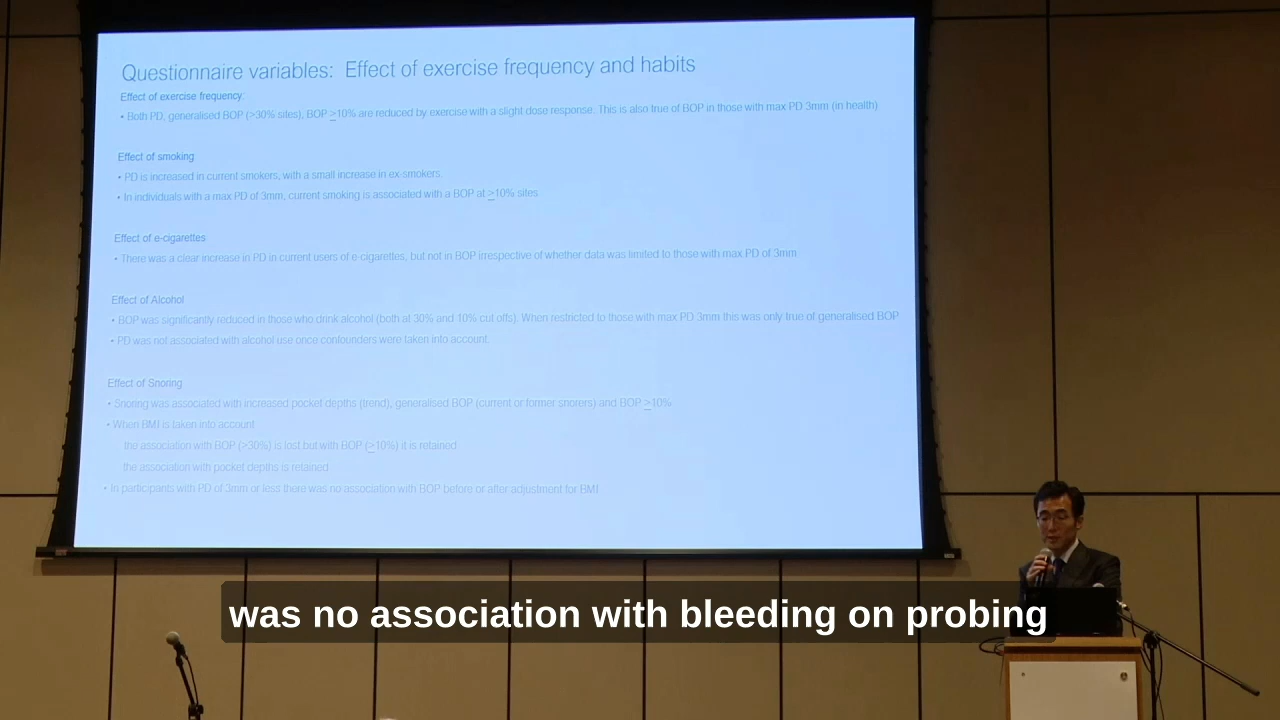 Questionnaire variables: Effect of exercise frequency and habits
Effect of exercise frequency:
• Both PD, generalised BOP (>30% sites), BOP ≥10% are reduced by exercise with a slight dose response. This is also true of BOP in those with max PD 3mm (in health)
Effect of smoking
• PD is increased in current smokers, with a small increase in ex-smokers.
• In individuals with a max PD of 3mm, current smoking is associated with a BOP at ≥10% sites
Effect of e-cigarettes
• There was a clear increase in PD in current users of e-cigarettes, but not in BOP irrespective of whether data was limited to those with max PD of 3mm
Effect of Alcohol
• BOP was significantly reduced in those who drink alcohol (both at 30% and 10% cut offs). When restricted to those with max PD 3mm this was only true of generalised BOP
• PD was not associated with alcohol use once confounders were taken into account.
Effect of Snoring
• Snoring was associated with increased pocket depths (trend), generalised BOP (current or former snorers) and BOP ≥10%
• When BMI is taken into account
the association with BOP (>30%) is lost but with BOP (≥10%) it is retained
the association with pocket depths is retained
• In participants with PD of 3mm or less there was no association with BOP before or after adjustment for BMI
was no association with bleeding on probing